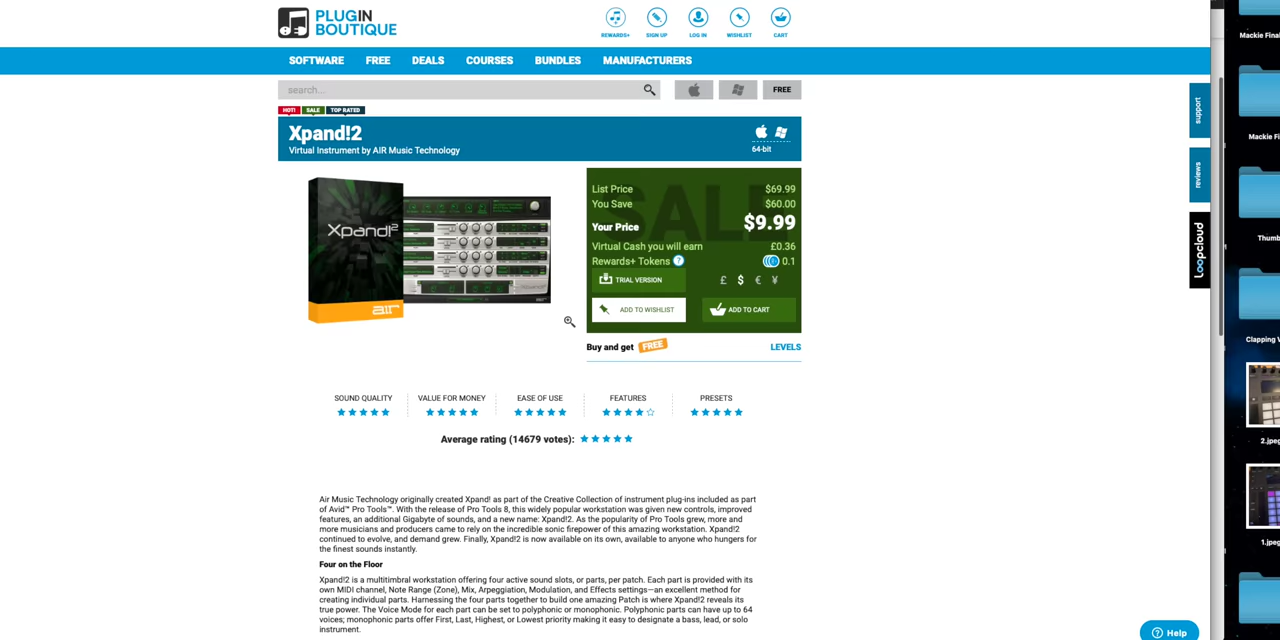 PLUGIN
BOUTIQUE
REWARDS+ SIGN UP LOG IN WISHLIST CART
SOFTWARE FREE DEALS COURSES BUNDLES MANUFACTURERS
search...
FREE
HOT! SALE TOP RATED
Xpand!2
Virtual Instrument by AIR Music Technology
64-bit
Xpand!2
air
SALE
List Price $69.99
You Save $60.00
Your Price $9.99
Virtual Cash you will earn £0.36
Rewards+ Tokens ? 0.1
TRIAL VERSION £ $ € ¥
ADD TO WISHLIST ADD TO CART
Buy and get FREE LEVELS
SOUND QUALITY VALUE FOR MONEY EASE OF USE FEATURES PRESETS
Average rating (14679 votes):
Air Music Technology originally created Xpand! as part of the Creative Collection of instrument plug-ins included as part
of Avid™ Pro Tools™. With the release of Pro Tools 8, this widely popular workstation was given new controls, improved
features, an additional Gigabyte of sounds, and a new name: Xpand!2. As the popularity of Pro Tools grew, more and
more musicians and producers came to rely on the incredible sonic firepower of this amazing workstation. Xpand!2
continued to evolve, and demand grew. Finally, Xpand!2 is now available on its own, available to anyone who hungers for
the finest sounds instantly.
Four on the Floor
Xpand!2 is a multitimbral workstation offering four active sound slots, or parts, per patch. Each part is provided with its
own MIDI channel, Note Range (Zone), Mix, Arpeggiation, Modulation, and Effects settings—an excellent method for
creating individual parts. Harnessing the four parts together to build one amazing Patch is where Xpand!2 reveals its
true power. The Voice Mode for each part can be set to polyphonic or monophonic. Polyphonic parts can have up to 64
voices; monophonic parts offer First, Last, Highest, or Lowest priority making it easy to designate a bass, lead, or solo
instrument.
support
reviews
Loopcloud
? Help
Mackie Final
Mackie Fi
Thumb
Clapping V
2.jpeg
1.jpeg